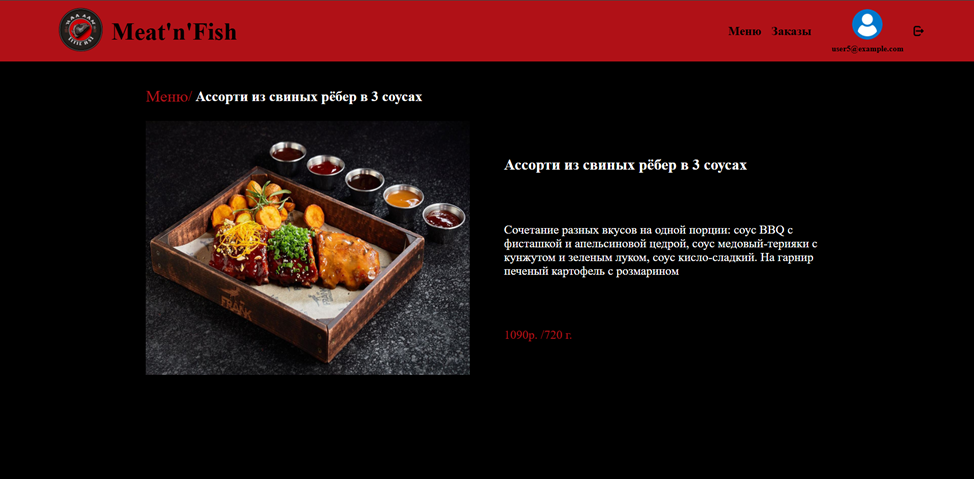 Meat'n'Fish
Меню Заказы
user5@example.com
Меню/ Ассорти из свиных рёбер в 3 соусах
FRANK
Ассорти из свиных рёбер в 3 соусах
Сочетание разных вкусов на одной порции: соус BBQ с
фисташкой и апельсиновой цедрой, соус медовый-терияки с
кунжутом и зеленым луком, соус кисло-сладкий. На гарнир
печеный картофель с розмарином
1090р. /720 г.